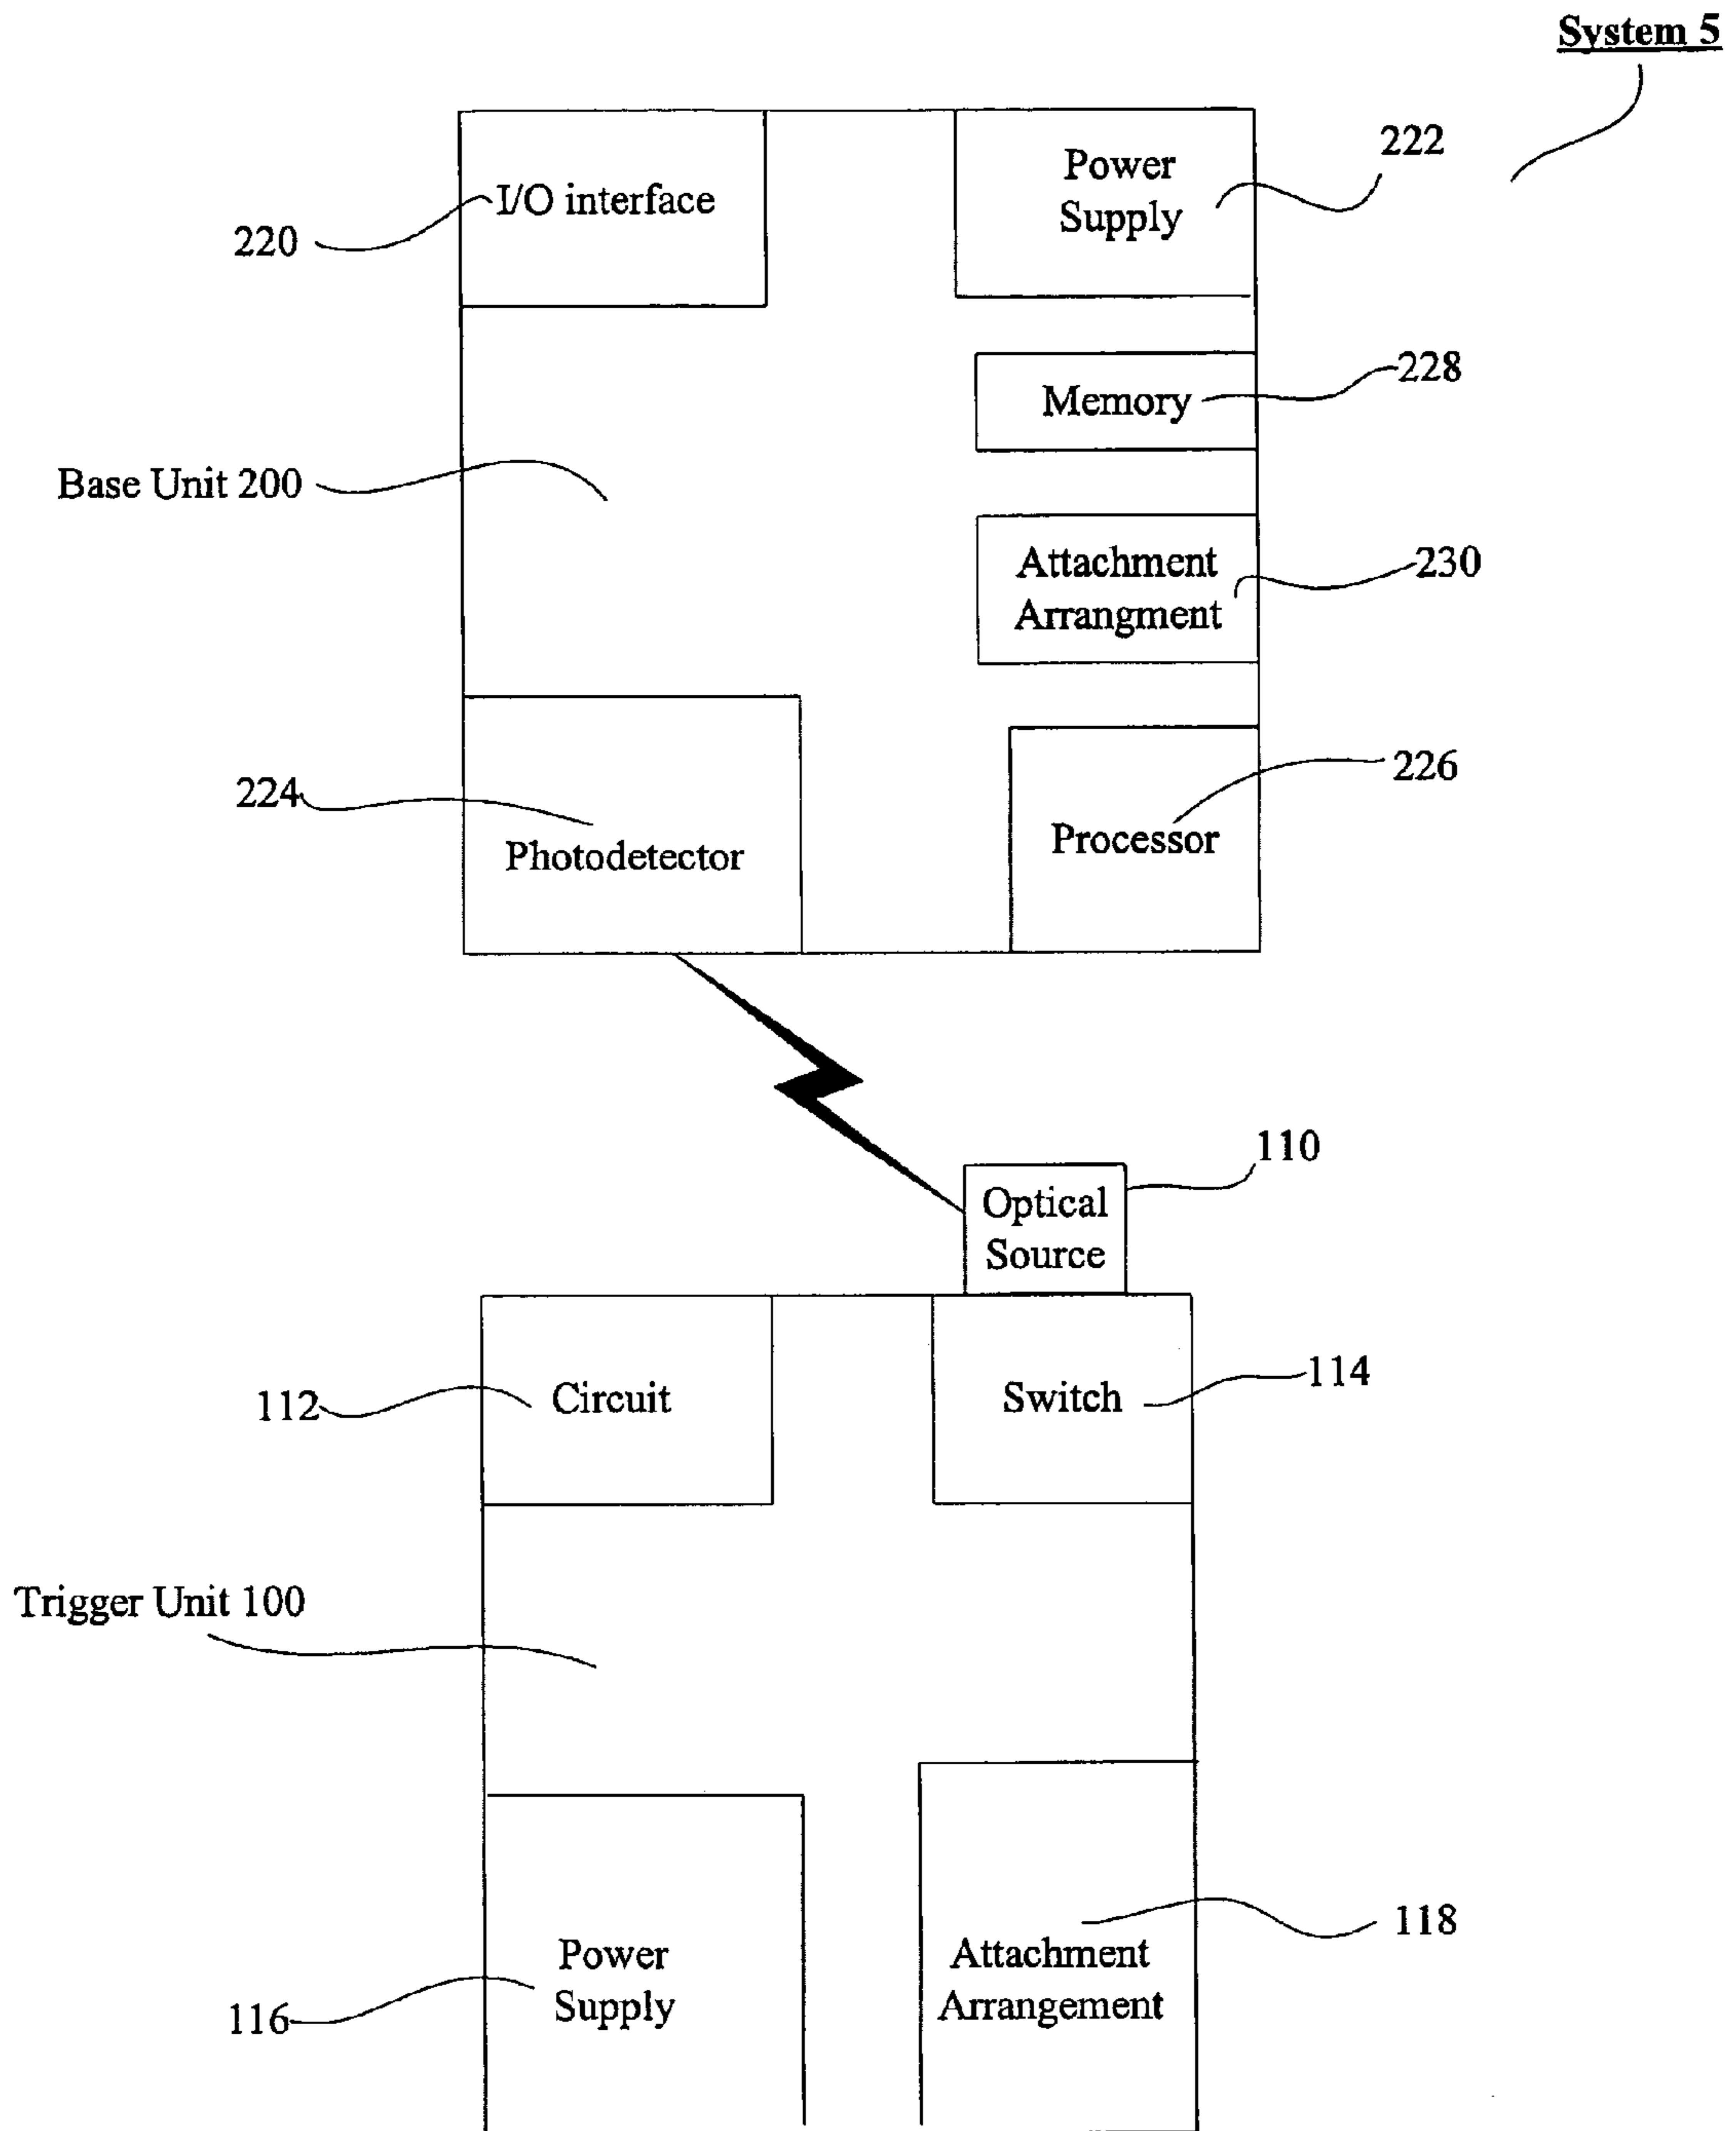 System 5
222
Power
Supply
I/O interface
220
228
Memory
Base Unit 200
Attachment
Arrangment
230
226
224
Processor
Photodetector
110
Optical
Source
114
112
Circuit
Switch
Trigger Unit 100
118
Power
Supply
Attachment
Arrangement
116